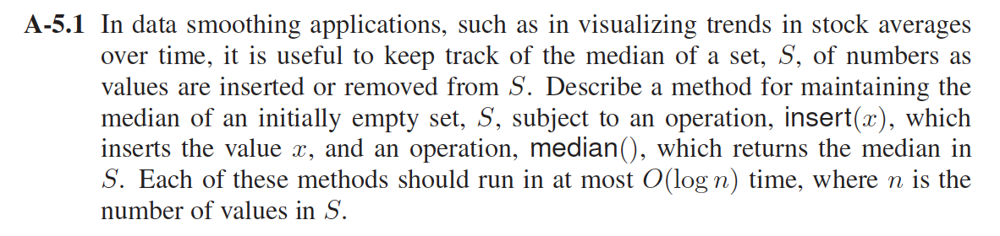 A-5.1 In data smoothing applications, such as in visualizing trends in stock averages
over time, it is useful to keep track of the median of a set, S, of numbers as
values are inserted or removed from S. Describe a method for maintaining the
median of an initially empty set, S, subject to an operation, insert(x), which
inserts the value x, and an operation, median(), which returns the median in
S. Each of these methods should run in at most O(log n) time, where n is the
number of values in S.